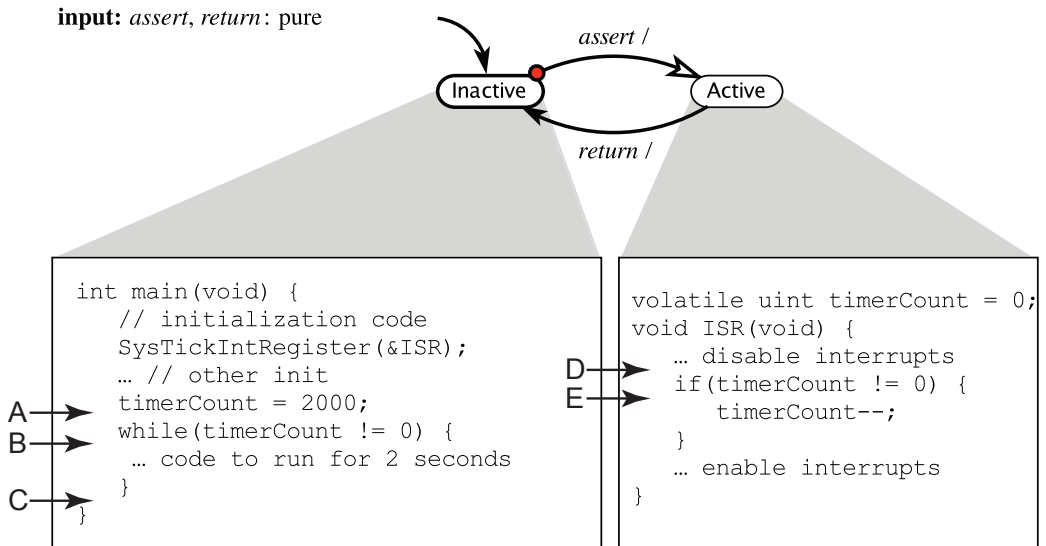 input: assert, return: pure
assert /
Inactive
Active
return /
int main(void) {
// initialization code
SysTickIntRegister(&ISR);
… // other init
A
timerCount = 2000;
B
while(timerCount != 0) {
… code to run for 2 seconds
}
C
}
volatile uint timerCount = 0;
void ISR(void) {
… disable interrupts
D
if(timerCount != 0) {
E
timerCount--;
}
… enable interrupts
}